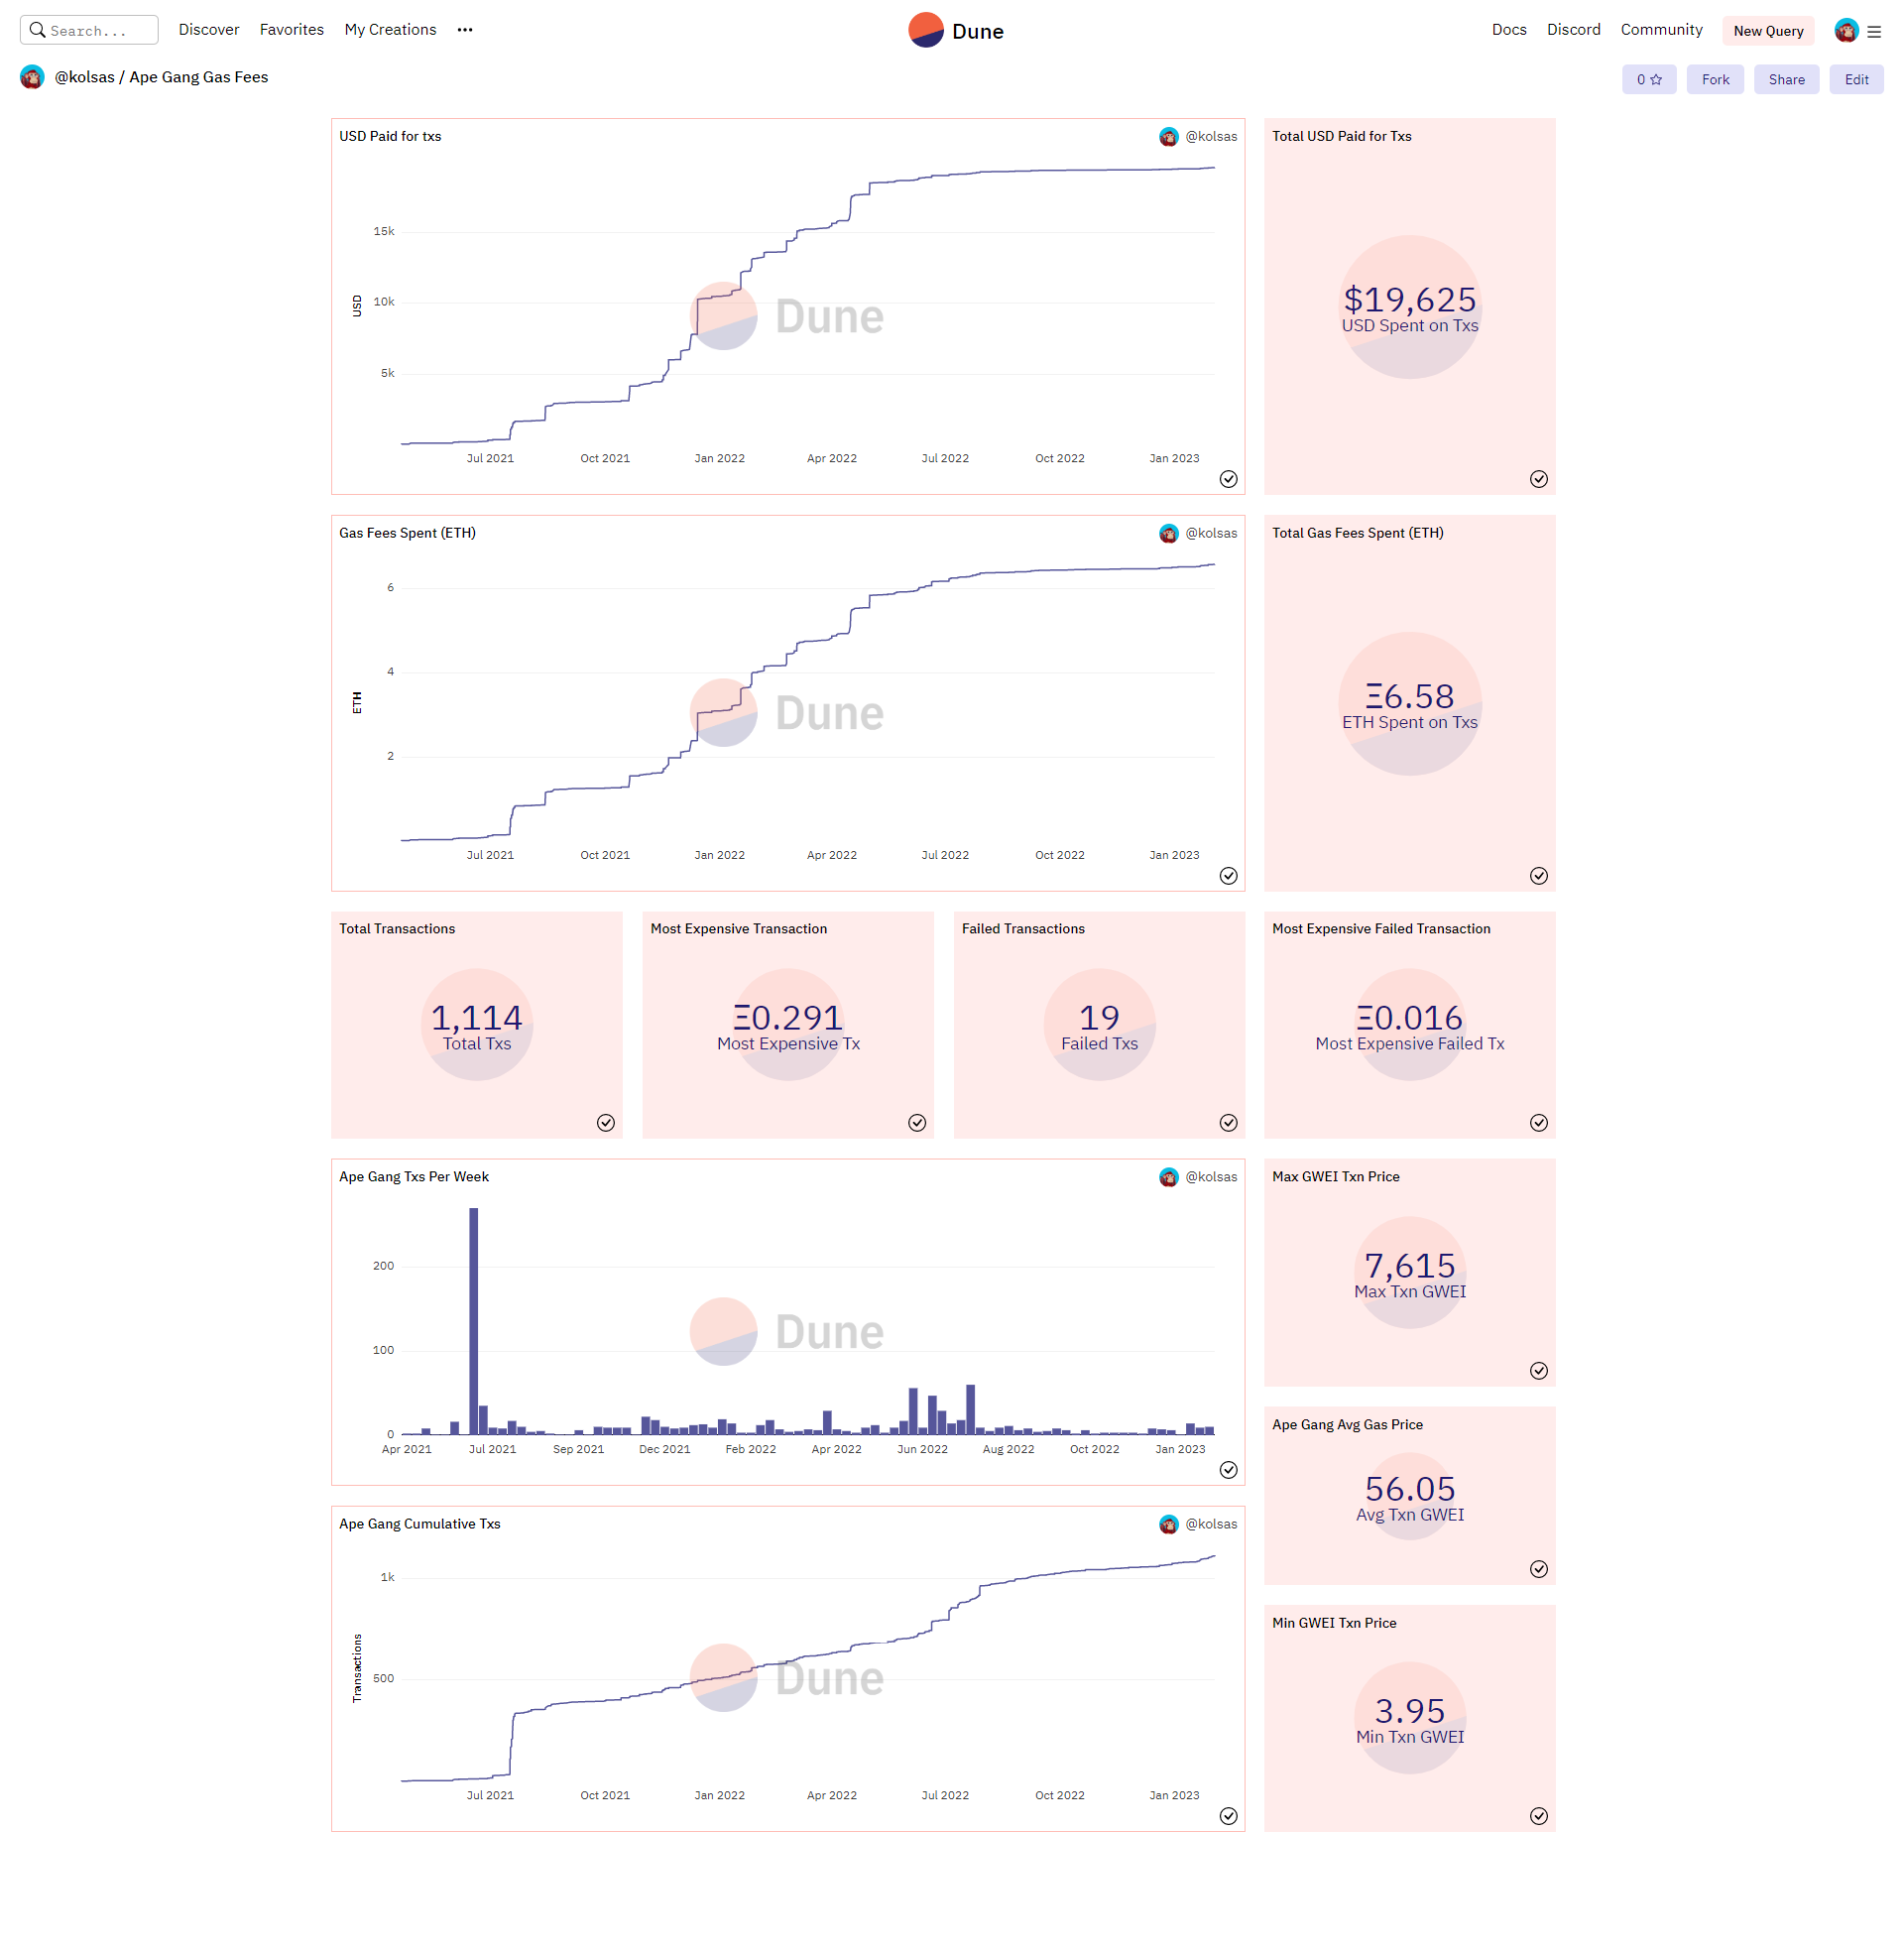 Search...
Discover
Favorites
My Creations
Dune
Docs
Discord
Community
New Query
@kolsas / Ape Gang Gas Fees
0
Fork
Share
Edit
USD Paid for txs
@kolsas
15k
10k
5k
USD
Dune
Jul 2021
Oct 2021
Jan 2022
Apr 2022
Jul 2022
Oct 2022
Jan 2023
Total USD Paid for Txs
$19,625
USD Spent on Txs
Gas Fees Spent (ETH)
@kolsas
6
4
2
ETH
Dune
Jul 2021
Oct 2021
Jan 2022
Apr 2022
Jul 2022
Oct 2022
Jan 2023
Total Gas Fees Spent (ETH)
Ξ6.58
ETH Spent on Txs
Total Transactions
1,114
Total Txs
Most Expensive Transaction
Ξ0.291
Most Expensive Tx
Failed Transactions
19
Failed Txs
Most Expensive Failed Transaction
Ξ0.016
Most Expensive Failed Tx
Ape Gang Txs Per Week
@kolsas
200
100
0
Dune
Apr 2021
Jul 2021
Sep 2021
Dec 2021
Feb 2022
Apr 2022
Jun 2022
Aug 2022
Oct 2022
Jan 2023
Max GWEI Txn Price
7,615
Max Txn GWEI
Ape Gang Avg Gas Price
56.05
Avg Txn GWEI
Ape Gang Cumulative Txs
@kolsas
1k
500
Transactions
Dune
Jul 2021
Oct 2021
Jan 2022
Apr 2022
Jul 2022
Oct 2022
Jan 2023
Min GWEI Txn Price
3.95
Min Txn GWEI